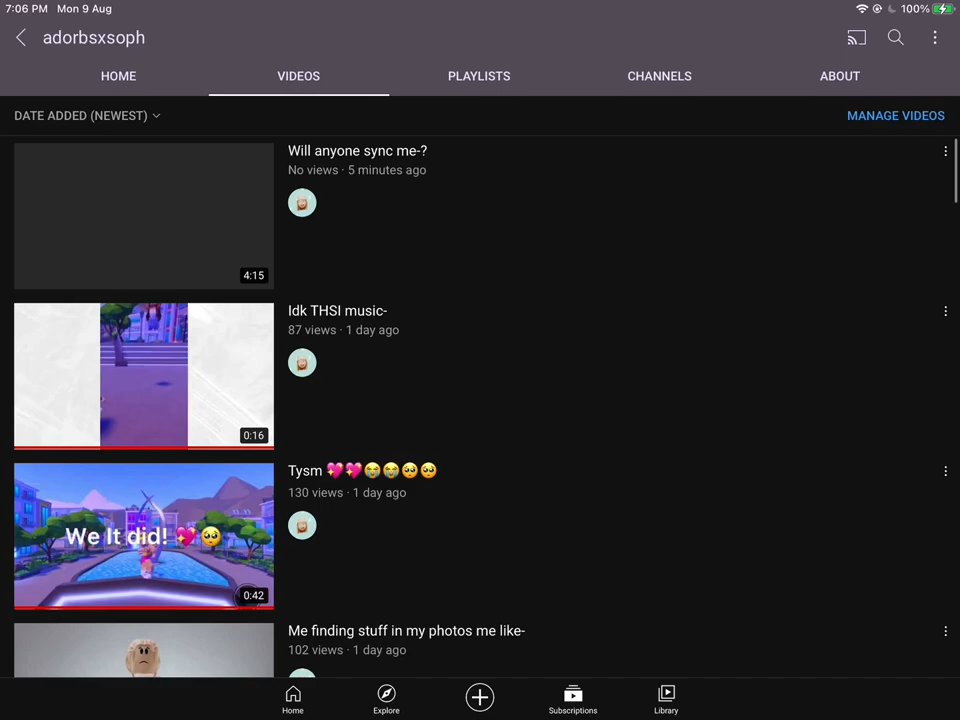 7:06 PM Mon 9 Aug
100%
adorbsxsoph
HOME VIDEOS PLAYLISTS CHANNELS ABOUT
DATE ADDED (NEWEST) MANAGE VIDEOS
Will anyone sync me-?
No views · 5 minutes ago
4:15
Idk THSI music-
87 views · 1 day ago
0:16
Tysm 💖💖😭😭🥺🥺
130 views · 1 day ago
We It did! 💖🥺
0:42
Me finding stuff in my photos me like-
102 views · 1 day ago
Home Explore Subscriptions Library